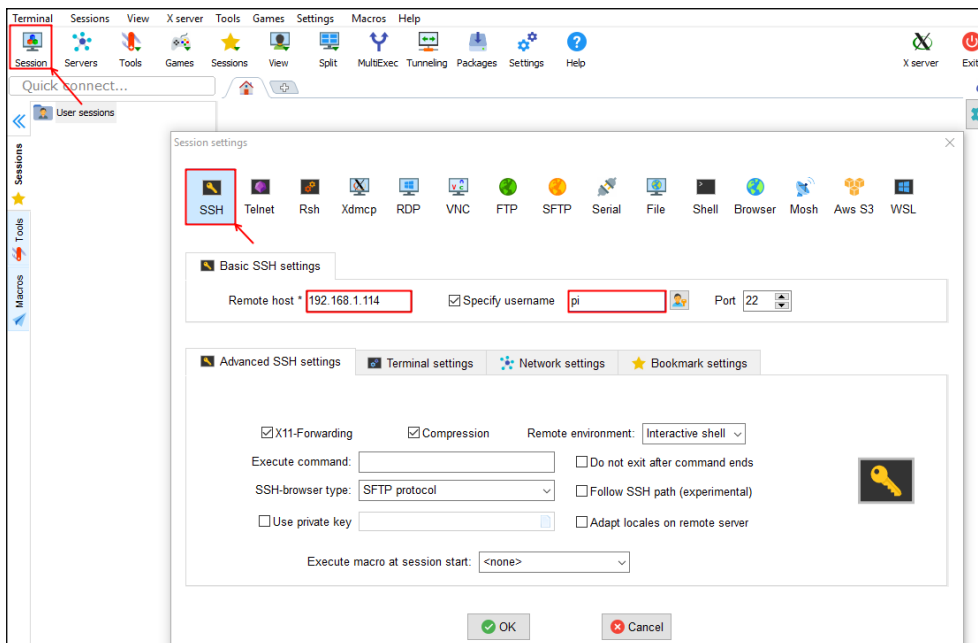 Terminal Sessions View X server Tools Games Settings Macros Help
Session Servers Tools Games Sessions View Split MultiExec Tunneling Packages Settings Help X server Exit
Quick connect...
User sessions
Sessions
Tools
Macros
Session settings
SSH Telnet Rsh Xdmcp RDP VNC FTP SFTP Serial File Shell Browser Mosh Aws S3 WSL
Basic SSH settings
Remote host * 192.168.1.114 Specify username pi Port 22
Advanced SSH settings Terminal settings Network settings Bookmark settings
X11-Forwarding Compression Remote environment: Interactive shell
Execute command: Do not exit after command ends
SSH-browser type: SFTP protocol Follow SSH path (experimental)
Use private key Adapt locales on remote server
Execute macro at session start: <none>
OK Cancel